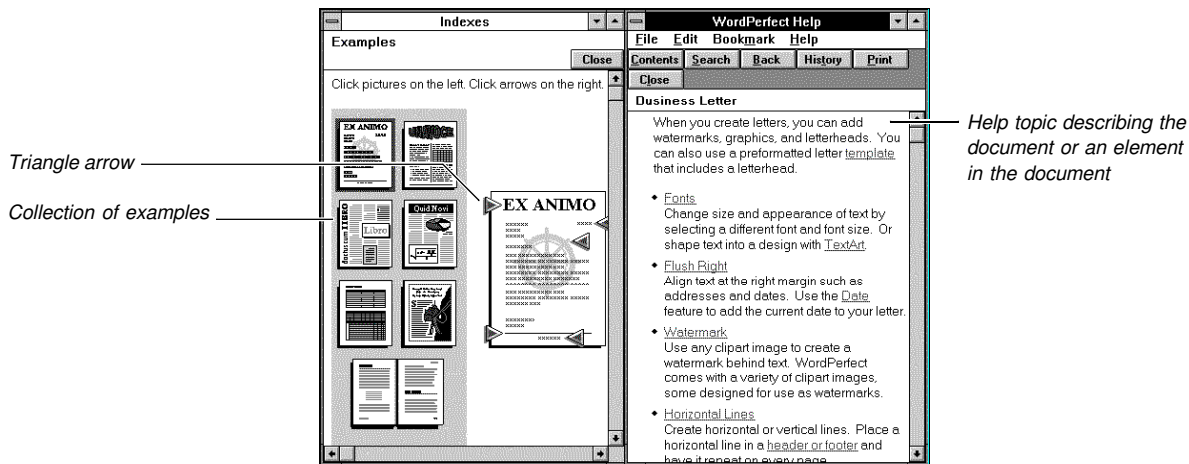 Indexes
Examples
Close
Click pictures on the left. Click arrows on the right.
EX ANIMO
Libro
Quid Novi
EX ANIMO
WordPerfect Help
File Edit Bookmark Help
Contents Search Back History Print
Close
Business Letter
When you create letters, you can add
watermarks, graphics, and letterheads. You
can also use a preformatted letter template
that includes a letterhead.
Fonts
Change size and appearance of text by
selecting a different font and font size. Or
shape text into a design with TextArt.
Flush Right
Align text at the right margin such as
addresses and dates. Use the Date
feature to add the current date to your letter.
Watermark
Use any clipart image to create a
watermark behind text. WordPerfect
comes with a variety of clipart images,
some designed for use as watermarks.
Horizontal Lines
Create horizontal or vertical lines. Place a
horizontal line in a header or footer and
have it repeat on every page.
Triangle arrow
Collection of examples
Help topic describing the
document or an element
in the document